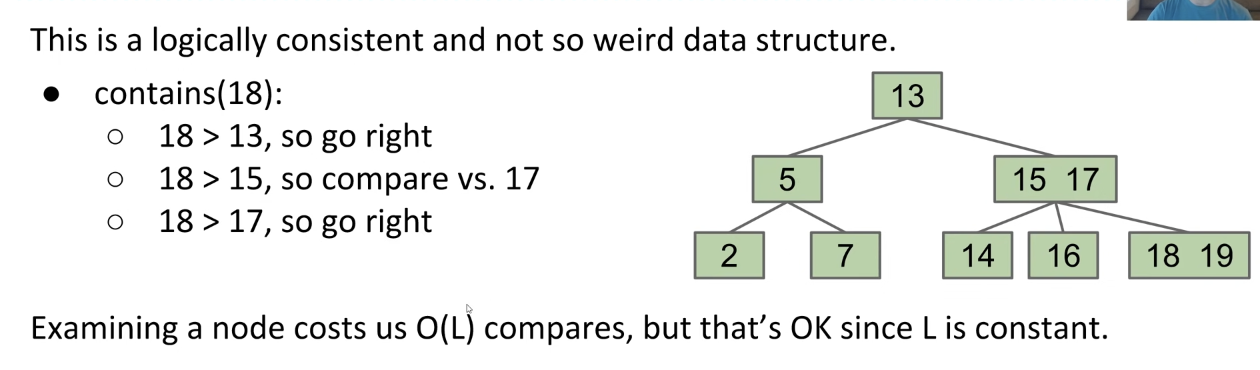 This is a logically consistent and not so weird data structure.
● contains(18):
○ 18 > 13, so go right
○ 18 > 15, so compare vs. 17
○ 18 > 17, so go right
13
5
15 17
2
7
14
16
18 19
Examining a node costs us O(L) compares, but that’s OK since L is constant.